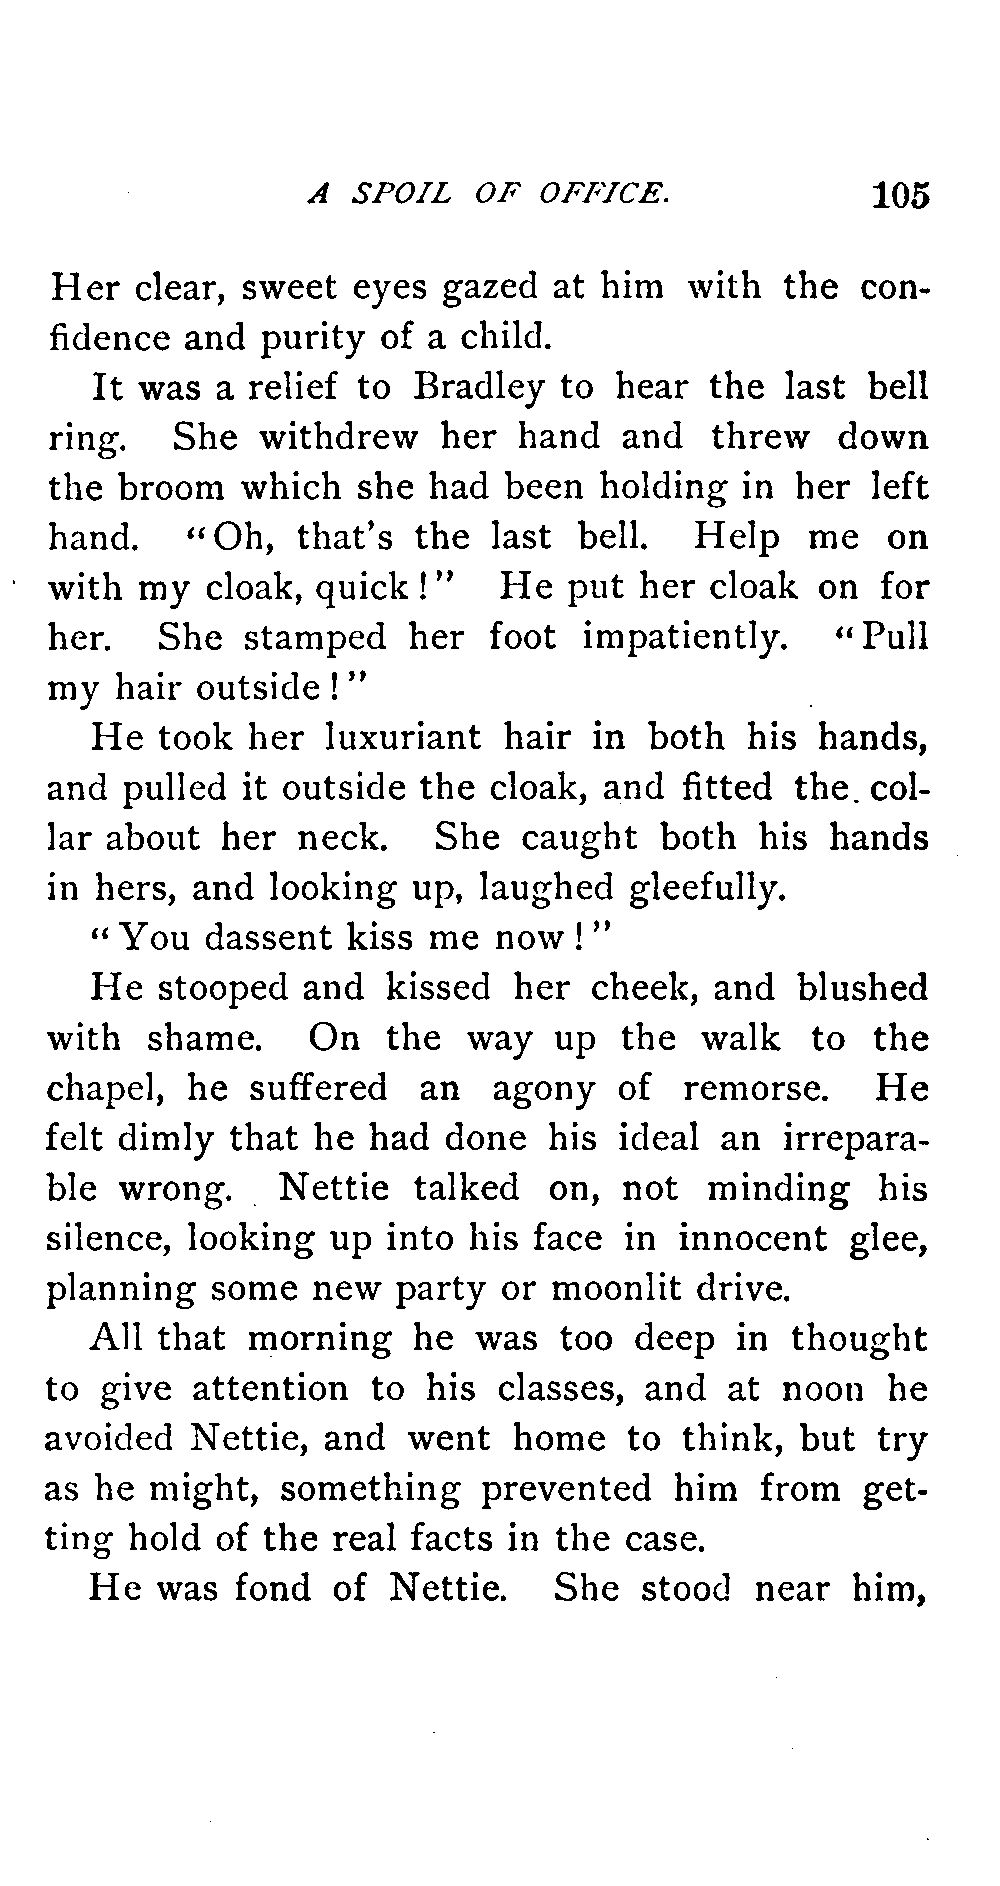 A SPOIL OF OFFICE. 105
Her clear, sweet eyes gazed at him with the con-
fidence and purity of a child.
It was a relief to Bradley to hear the last bell
ring. She withdrew her hand and threw down
the broom which she had been holding in her left
hand. "Oh, that's the last bell. Help me on
with my cloak, quick!" He put her cloak on for
her. She stamped her foot impatiently. "Pull
my hair outside!"
He took her luxuriant hair in both his hands,
and pulled it outside the cloak, and fitted the col-
lar about her neck. She caught both his hands
in hers, and looking up, laughed gleefully.
"You dassent kiss me now!"
He stooped and kissed her cheek, and blushed
with shame. On the way up the walk to the
chapel, he suffered an agony of remorse. He
felt dimly that he had done his ideal an irrepara-
ble wrong. Nettie talked on, not minding his
silence, looking up into his face in innocent glee,
planning some new party or moonlit drive.
All that morning he was too deep in thought
to give attention to his classes, and at noon he
avoided Nettie, and went home to think, but try
as he might, something prevented him from get-
ting hold of the real facts in the case.
He was fond of Nettie. She stood near him,